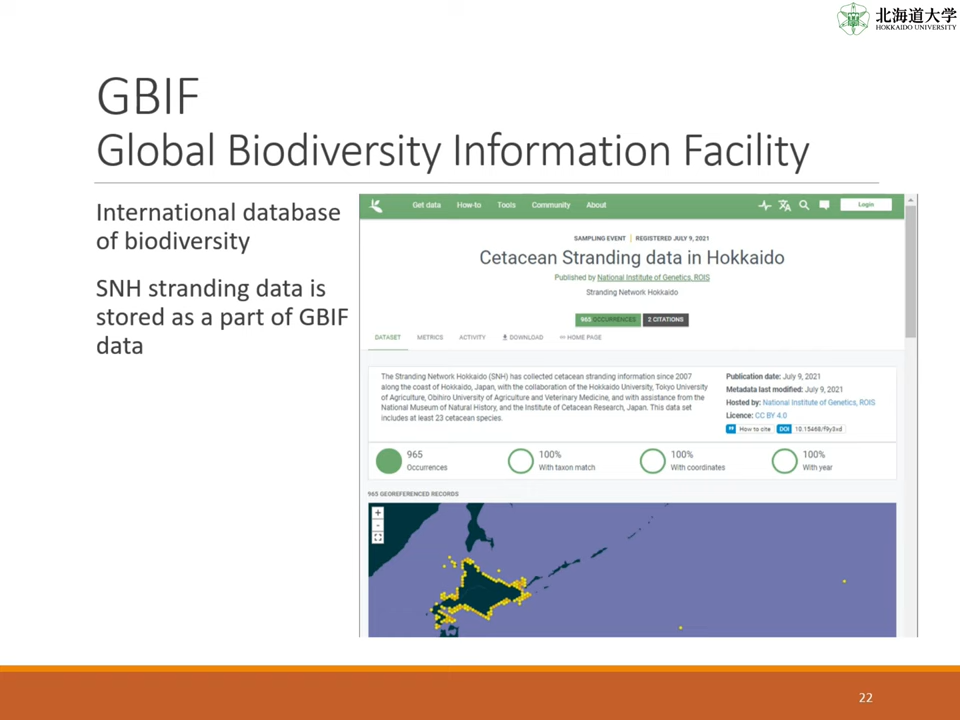 北海道大学
HOKKAIDO UNIVERSITY
GBIF
Global Biodiversity Information Facility
International database
of biodiversity
SNH stranding data is
stored as a part of GBIF
data
Get data How-to Tools Community About Login
SAMPLING EVENT | REGISTERED JULY 9, 2021
Cetacean Stranding data in Hokkaido
Published by National Institute of Genetics, ROIS
Stranding Network Hokkaido
965 OCCURRENCES 2 CITATIONS
DATASET METRICS ACTIVITY DOWNLOAD HOME PAGE
The Stranding Network Hokkaido (SNH) has collected cetacean stranding information since 2007
along the coast of Hokkaido, Japan, with the collaboration of the Hokkaido University, Tokyo University
of Agriculture, Obihiro University of Agriculture and Veterinary Medicine, and with assistance from the
National Museum of Natural History, and the Institute of Cetacean Research, Japan. This data set
includes at least 23 cetacean species.
Publication date: July 9, 2021
Metadata last modified: July 9, 2021
Hosted by: National Institute of Genetics, ROIS
Licence: CC BY 4.0
How to cite DOI 10.15468/f9y3xd
965
Occurrences
100%
With taxon match
100%
With coordinates
100%
With year
965 GEOREFERENCED RECORDS
+
-
22